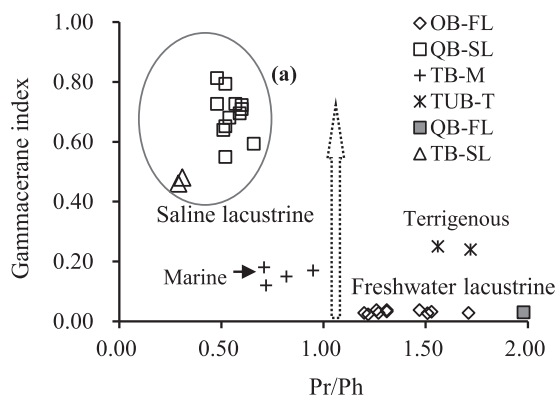 1.00
0.80
0.60
0.40
0.20
0.00
Gammacerane index
(a)
OB-FL
QB-SL
TB-M
TUB-T
QB-FL
TB-SL
Saline lacustrine
Terrigenous
Marine
Freshwater lacustrine
0.00 0.50 1.00 1.50 2.00
Pr/Ph